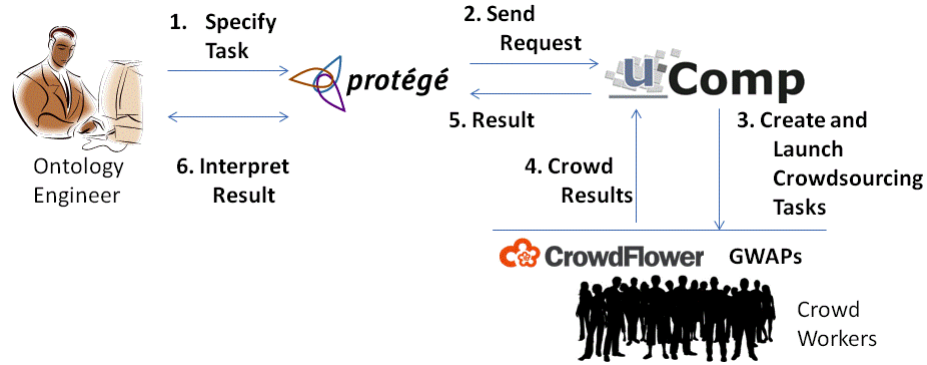 1. Specify
Task
2. Send
Request
protégé
uComp
5. Result
3. Create and
Launch
Crowdsourcing
Tasks
Ontology
Engineer
6. Interpret
Result
4. Crowd
Results
CrowdFlower
GWAPs
Crowd
Workers